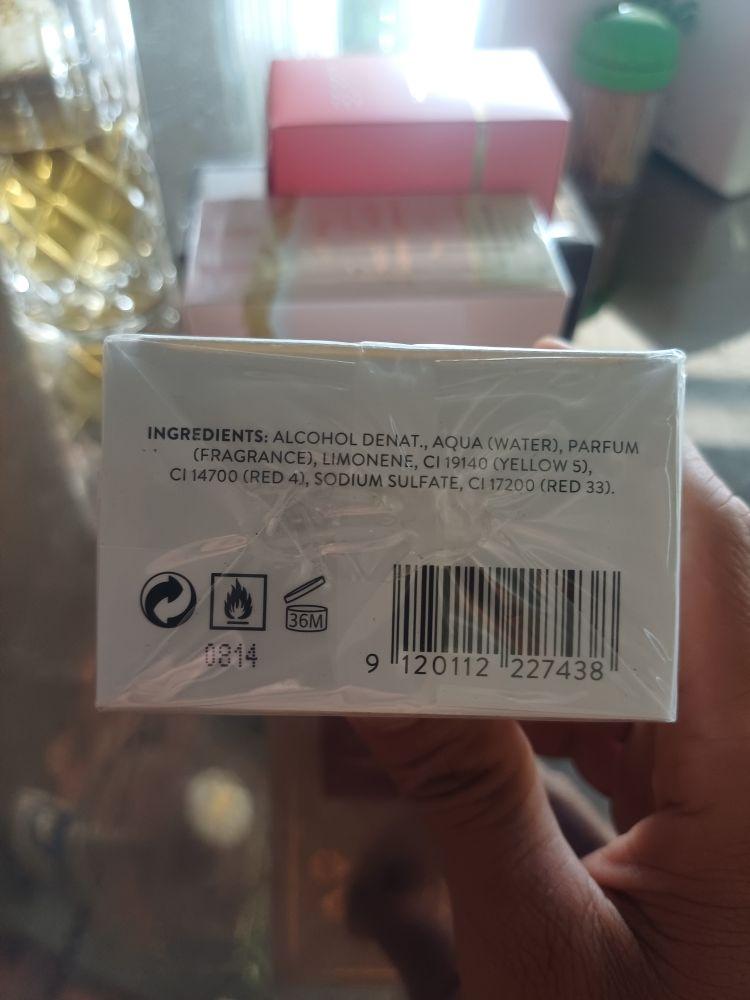 INGREDIENTS: ALCOHOL DENAT., AQUA (WATER), PARFUM
(FRAGRANCE), LIMONENE, CI 19140 (YELLOW 5),
CI 14700 (RED 4), SODIUM SULFATE, CI 17200 (RED 33).
36M
0814
9 120112 227438